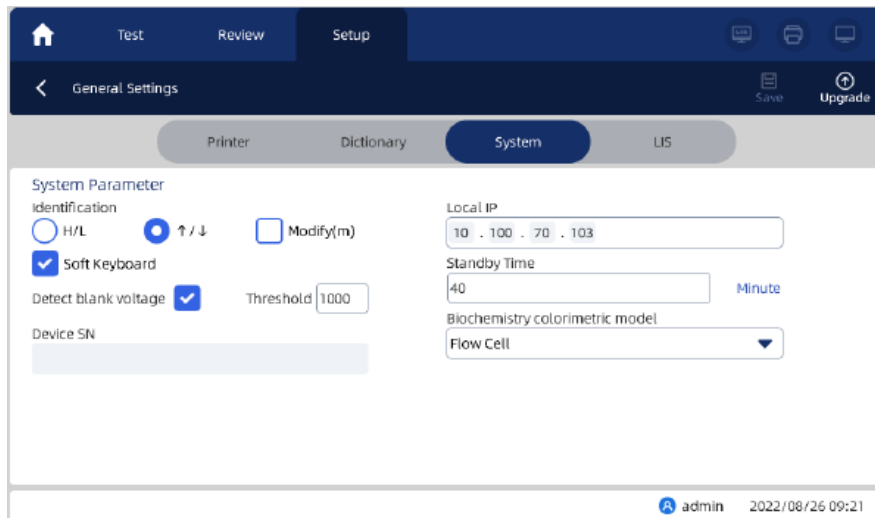 Test Review Setup
General Settings Save Upgrade
Printer Dictionary System LIS
System Parameter
Identification
H/L ↑/↓ Modify(m)
Soft Keyboard
Detect blank voltage Threshold 1000
Device SN
Local IP
10 . 100 . 70 . 103
Standby Time
40 Minute
Biochemistry colorimetric model
Flow Cell
admin 2022/08/26 09:21